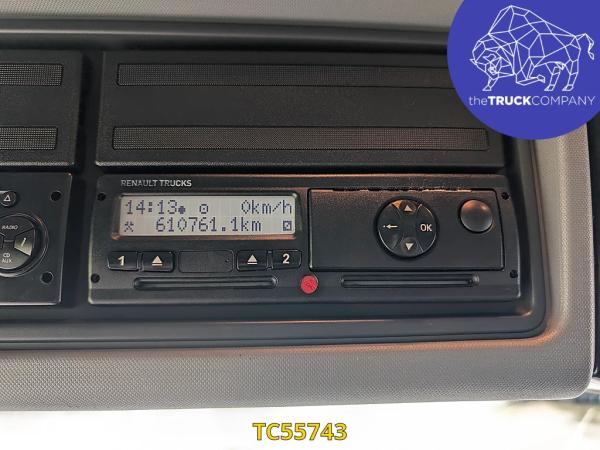 theTRUCKCOMPANY
RENAULT TRUCKS
14:13 0km/h
610761.1km
1 2
OK
RADIO
CD
AUX
TC55743